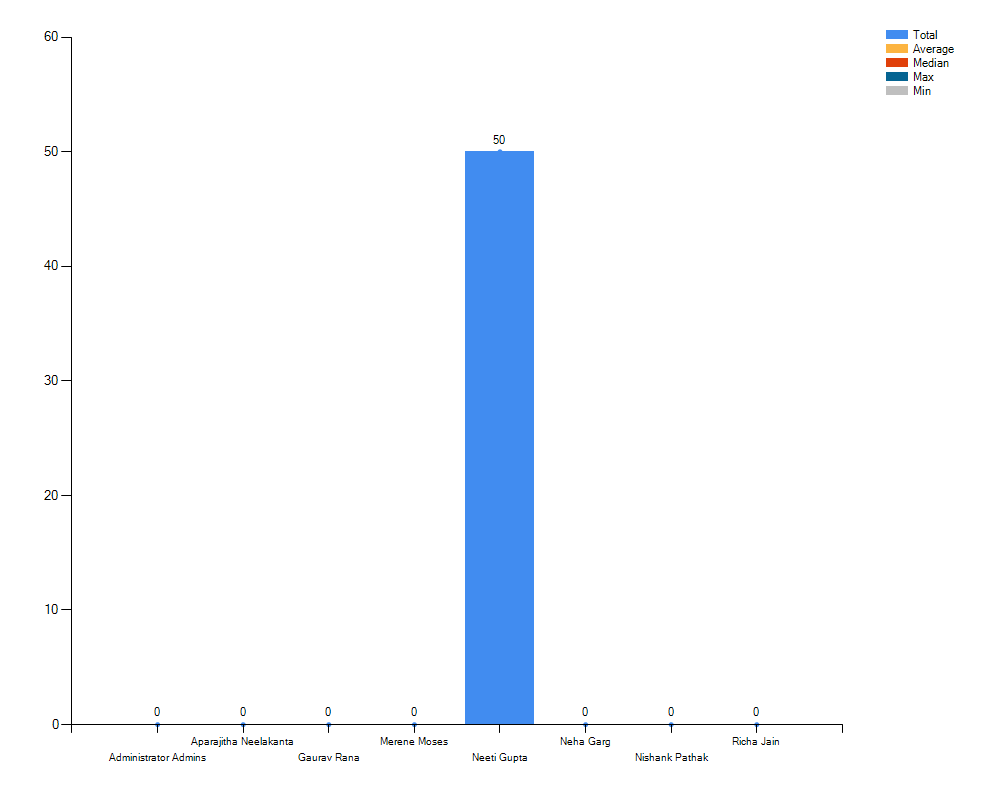 60
Total
Average
Median
Max
Min
50
50
40
30
20
10
0 0 0 0 0 0 0
0
Aparajitha Neelakanta Merene Moses Neha Garg Richa Jain
Administrator Admins Gaurav Rana Neeti Gupta Nishank Pathak